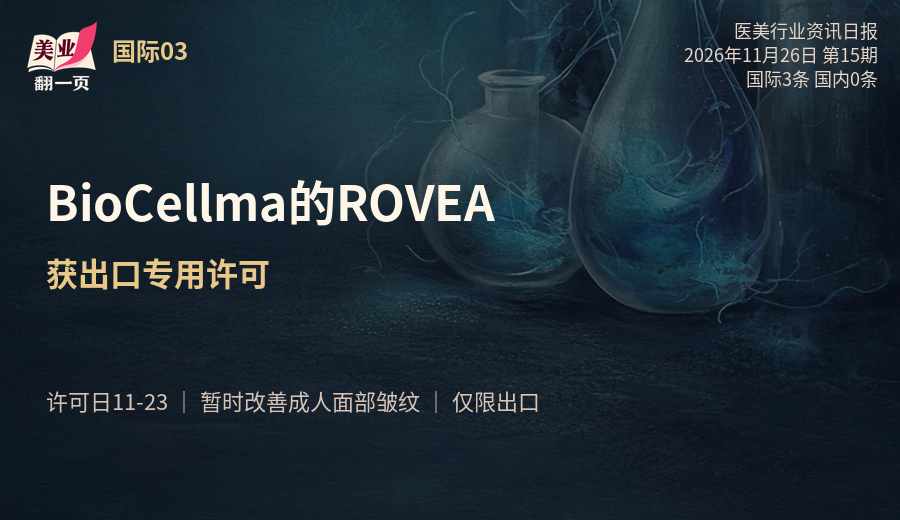 美业
翻一页
国际03
医美行业资讯日报
2026年11月26日 第15期
国际3条 国内0条
BioCellma的ROVEA
获出口专用许可
许可日11-23 ｜ 暂时改善成人面部皱纹 ｜ 仅限出口